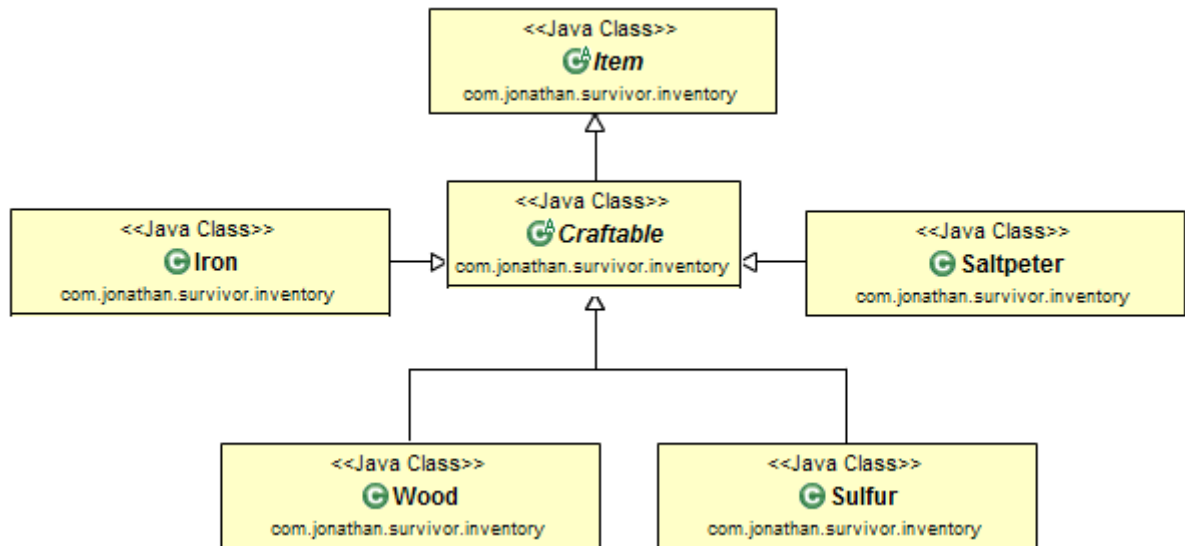 <<Java Class>>
Item
com.jonathan.survivor.inventory
<<Java Class>>
Craftable
com.jonathan.survivor.inventory
<<Java Class>>
Iron
com.jonathan.survivor.inventory
<<Java Class>>
Saltpeter
com.jonathan.survivor.inventory
<<Java Class>>
Wood
com.jonathan.survivor.inventory
<<Java Class>>
Sulfur
com.jonathan.survivor.inventory